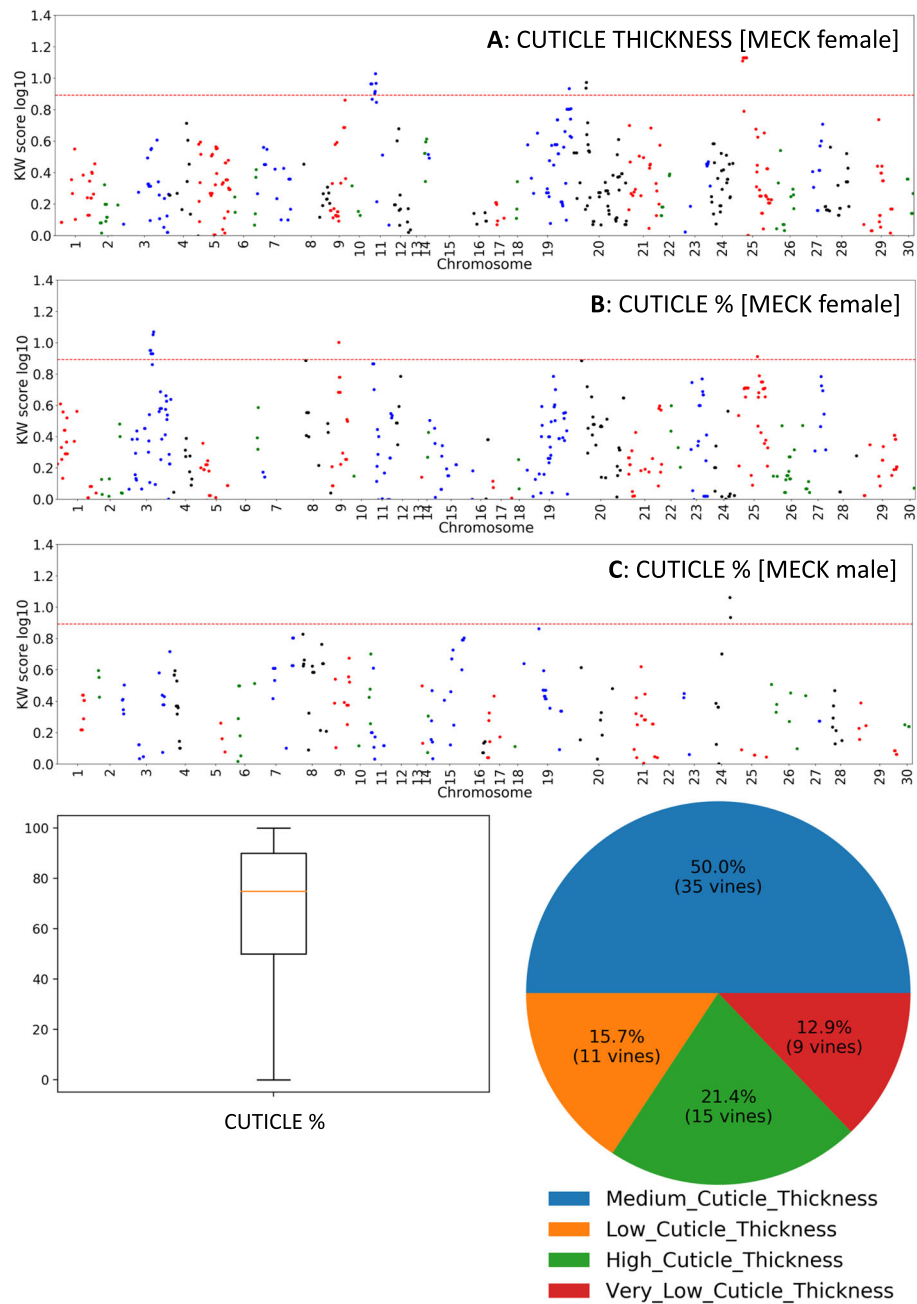 A: CUTICLE THICKNESS [MECK female]
KW score log10
1.4
1.2
1.0
0.8
0.6
0.4
0.2
0.0
1 2 3 4 5 6 7 8 9 10 11 12 13 14 15 16 17 18 19 20 21 22 23 24 25 26 27 28 29 30
Chromosome
B: CUTICLE % [MECK female]
KW score log10
1.4
1.2
1.0
0.8
0.6
0.4
0.2
0.0
1 2 3 4 5 6 7 8 9 10 11 12 13 14 15 16 17 18 19 20 21 22 23 24 25 26 27 28 29 30
Chromosome
C: CUTICLE % [MECK male]
KW score log10
1.4
1.2
1.0
0.8
0.6
0.4
0.2
0.0
1 2 3 4 5 6 7 8 9 10 11 12 13 14 15 16 17 18 19 20 21 22 23 24 25 26 27 28 29 30
Chromosome
100
80
60
40
20
0
CUTICLE %
50.0%
(35 vines)
15.7%
(11 vines)
21.4%
(15 vines)
12.9%
(9 vines)
Medium_Cuticle_Thickness
Low_Cuticle_Thickness
High_Cuticle_Thickness
Very_Low_Cuticle_Thickness